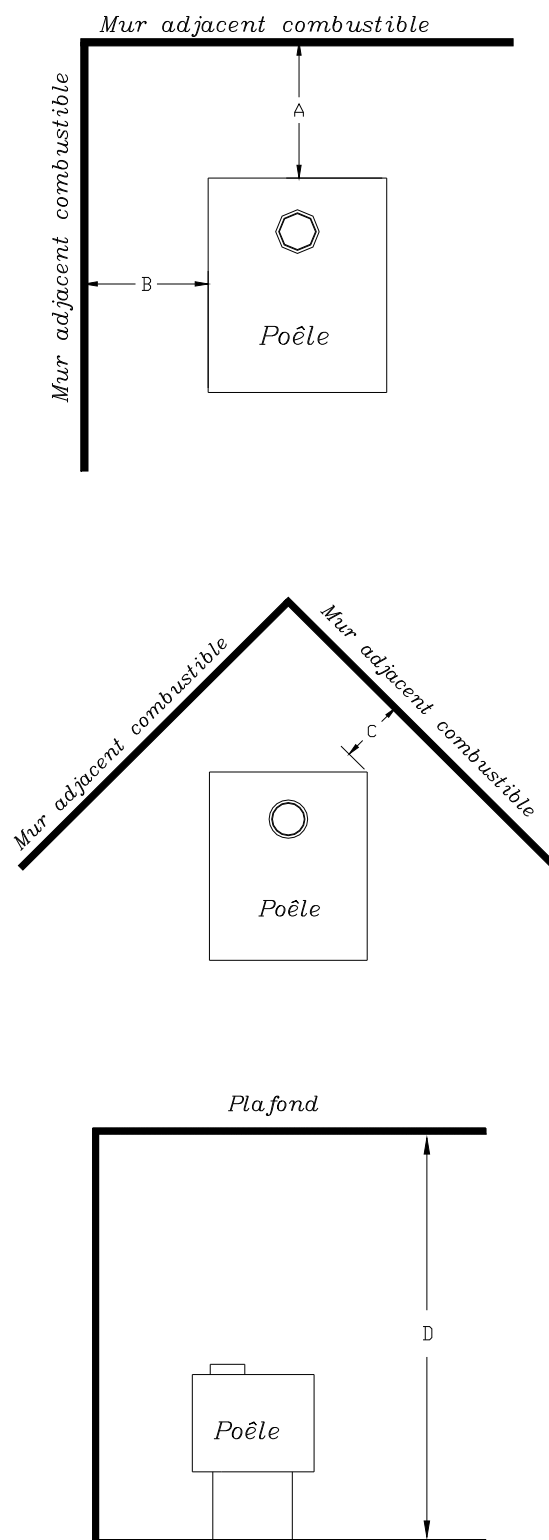 Mur adjacent combustible
A
Mur adjacent combustible
B
Poêle
Mur adjacent combustible
Mur adjacent combustible
C
Poêle
Plafond
D
Poêle